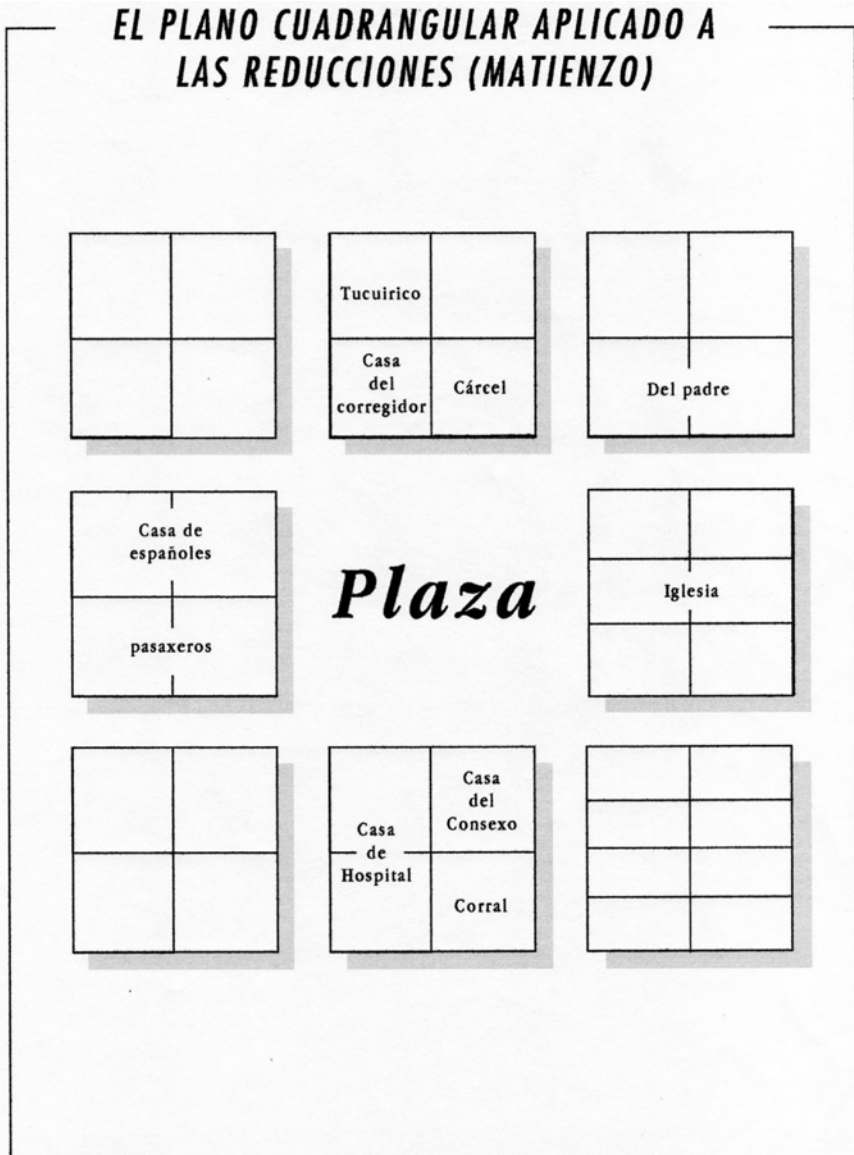 EL PLANO CUADRANGULAR APLICADO A
LAS REDUCCIONES (MATIENZO)
Tucuirico
Casa
del
corregidor
Cárcel
Del padre
Casa de
españoles
pasaxeros
Plaza
Iglesia
Casa
de
Hospital
Casa
del
Consexo
Corral